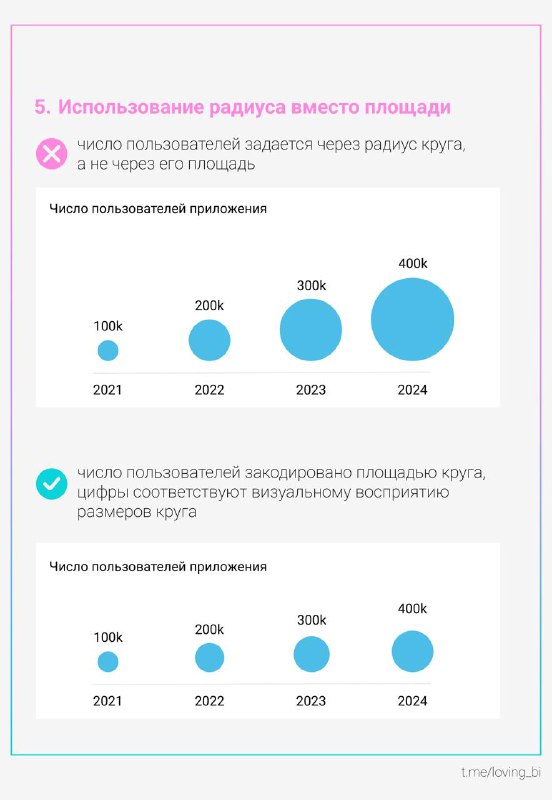 5. Использование радиуса вместо площади
число пользователей задается через радиус круга,
а не через его площадь
Число пользователей приложения
100k
200k
300k
400k
2021
2022
2023
2024
число пользователей закодировано площадью круга,
цифры соответствуют визуальному восприятию
размеров круга
Число пользователей приложения
100k
200k
300k
400k
2021
2022
2023
2024
t.me/loving_bi